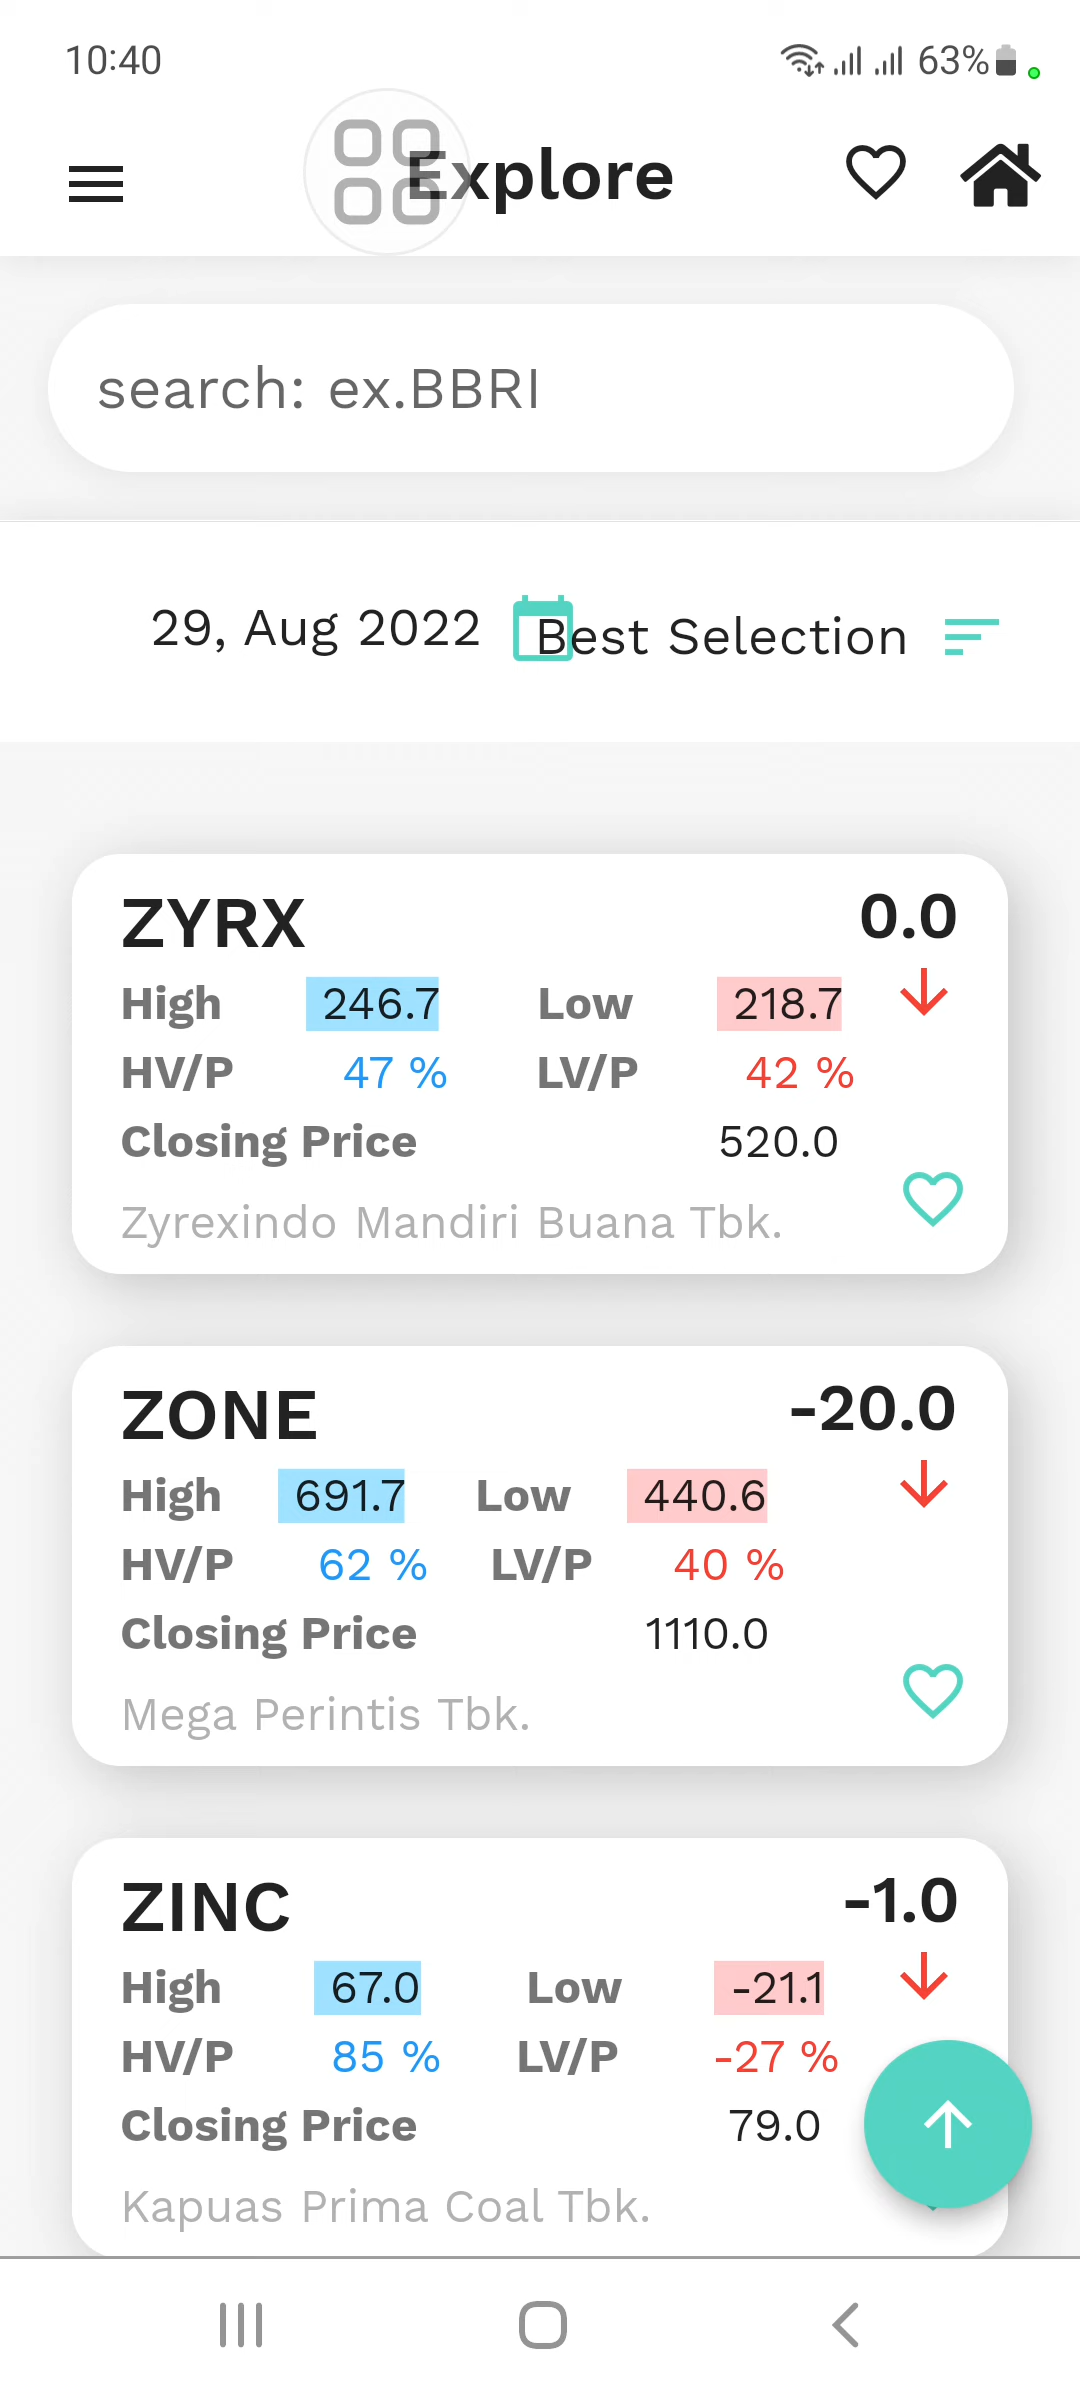 10:40 63%
Explore
search: ex.BBRI
29, Aug 2022 Best Selection
ZYRX 0.0
High 246.7 Low 218.7
HV/P 47 % LV/P 42 %
Closing Price 520.0
Zyrexindo Mandiri Buana Tbk.
ZONE -20.0
High 691.7 Low 440.6
HV/P 62 % LV/P 40 %
Closing Price 1110.0
Mega Perintis Tbk.
ZINC -1.0
High 67.0 Low -21.1
HV/P 85 % LV/P -27 %
Closing Price 79.0
Kapuas Prima Coal Tbk.